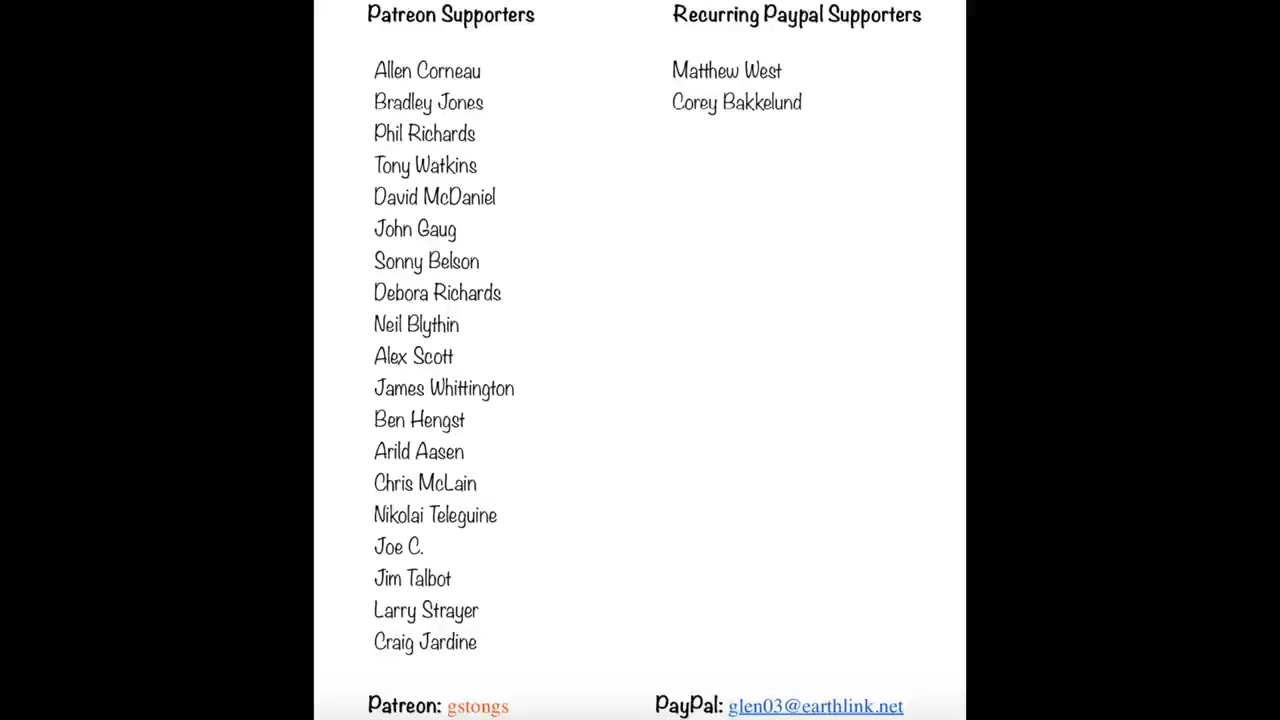 Patreon Supporters
Allen Corneau
Bradley Jones
Phil Richards
Tony Watkins
David McDaniel
John Gaug
Sonny Belson
Debora Richards
Neil Blythin
Alex Scott
James Whittington
Ben Hengst
Arild Aasen
Chris McLain
Nikolai Teleguine
Joe C.
Jim Talbot
Larry Strayer
Craig Jardine
Patreon: gstongs
Recurring Paypal Supporters
Matthew West
Corey Bakkelund
PayPal: glen03@earthlink.net